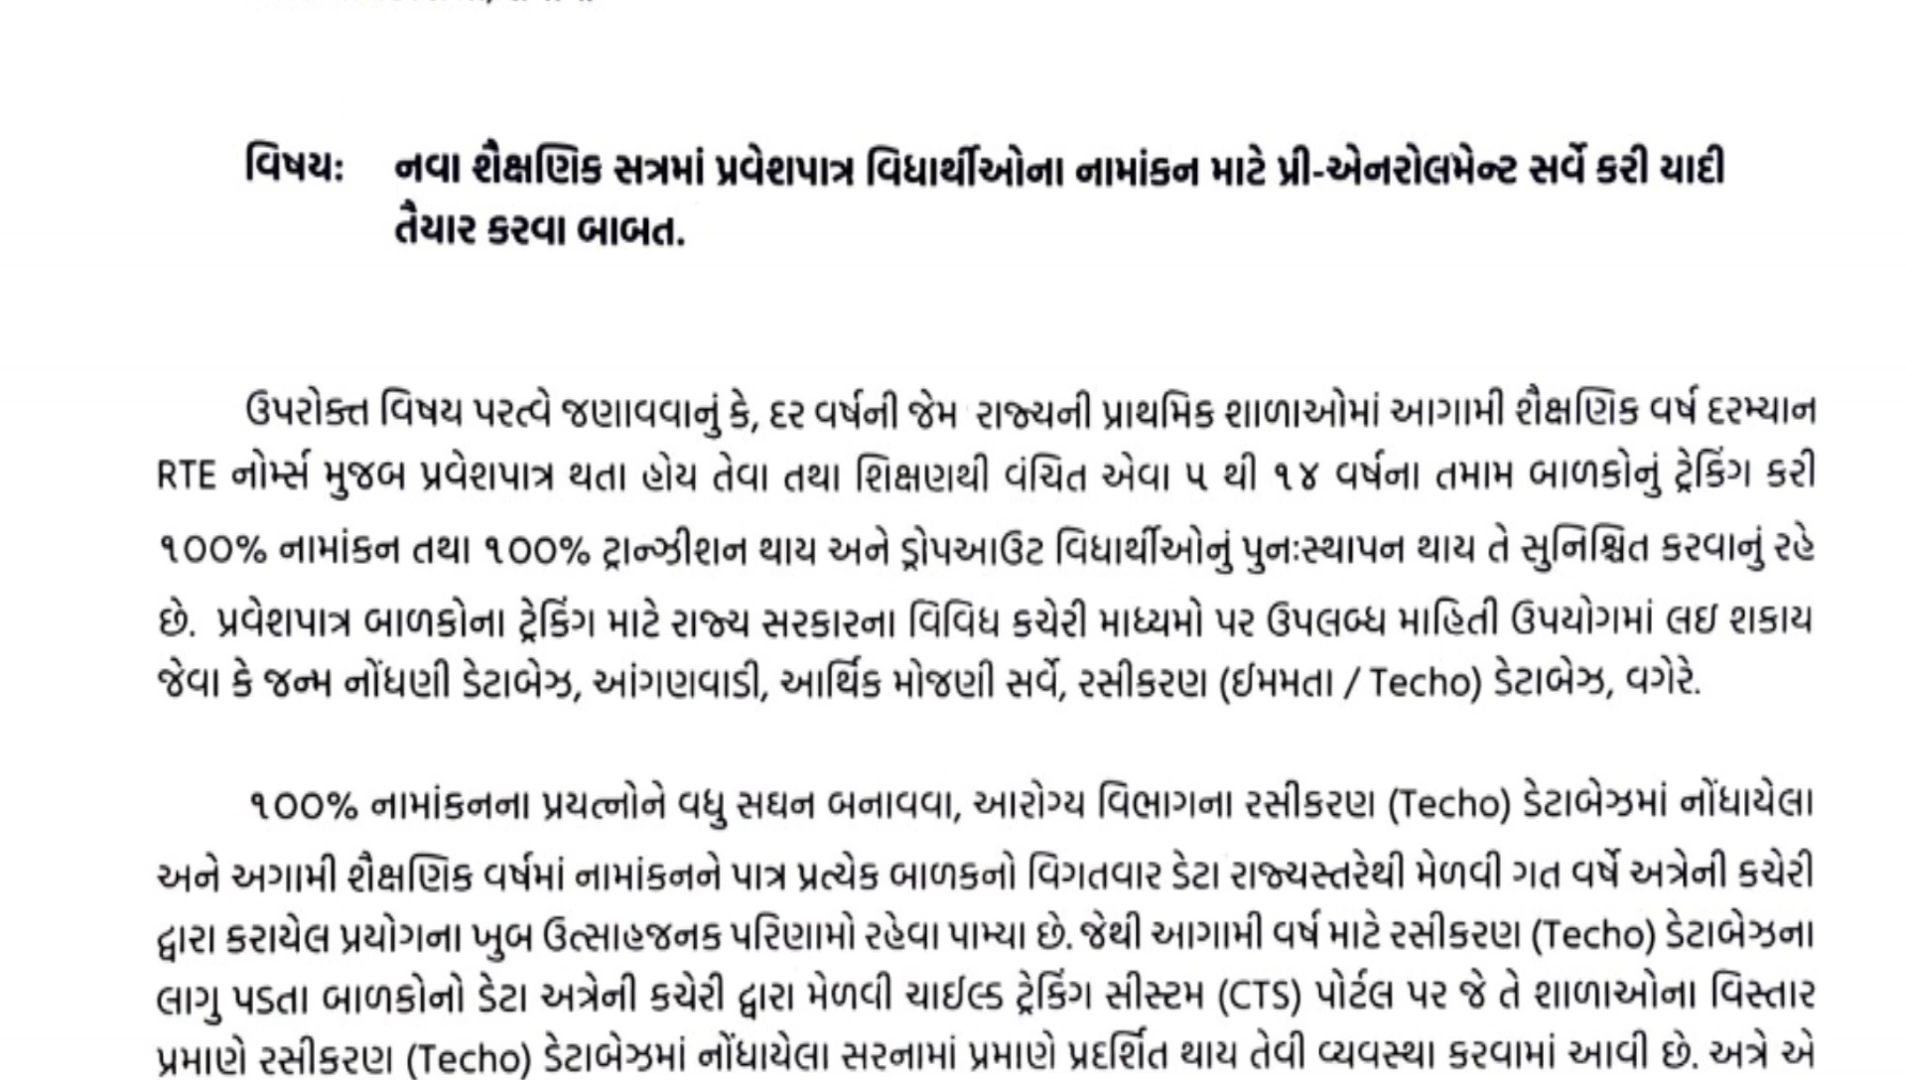 વિષય: નવા શૈક્ષણિક સત્રમાં પ્રવેશપાત્ર વિધાર્થીઓના નામાંકન માટે પ્રી-એનરોલમેન્ટ સર્વે કરી યાદી
તૈયાર કરવા બાબત.
ઉપરોક્ત વિષય પરત્વે જણાવવાનું કે, દર વર્ષની જેમ રાજ્યની પ્રાથમિક શાળાઓમાં આગામી શૈક્ષણિક વર્ષ દરમ્યાન
RTE નોર્મ્સ મુજબ પ્રવેશપાત્ર થતા હોય તેવા તથા શિક્ષણથી વંચિત એવા ૫ થી ૧૪ વર્ષના તમામ બાળકોનું ટ્રેકિંગ કરી
૧૦૦% નામાંકન તથા ૧૦૦% ટ્રાન્ઝીશન થાય અને ડ્રોપઆઉટ વિધાર્થીઓનું પુનઃસ્થાપન થાય તે સુનિશ્ચિત કરવાનું રહે
છે. પ્રવેશપાત્ર બાળકોના ટ્રેકિંગ માટે રાજ્ય સરકારના વિવિધ કચેરી માધ્યમો પર ઉપલબ્ધ માહિતી ઉપયોગમાં લઇ શકાય
જેવા કે જન્મ નોંધણી ડેટાબેઝ, આંગણવાડી, આર્થિક મોજણી સર્વે, રસીકરણ (ઈમમતા / Techo) ડેટાબેઝ, વગેરે.
૧૦૦% નામાંકનના પ્રયત્નોને વધુ સઘન બનાવવા, આરોગ્ય વિભાગના રસીકરણ (Techo) ડેટાબેઝમાં નોંધાયેલા
અને અગામી શૈક્ષણિક વર્ષમાં નામાંકનને પાત્ર પ્રત્યેક બાળકનો વિગતવાર ડેટા રાજ્યસ્તરેથી મેળવી ગત વર્ષે અત્રેની કચેરી
દ્વારા કરાયેલ પ્રયોગના ખુબ ઉત્સાહજનક પરિણામો રહેવા પામ્યા છે. જેથી આગામી વર્ષ માટે રસીકરણ (Techo) ડેટાબેઝના
લાગુ પડતા બાળકોનો ડેટા અત્રેની કચેરી દ્વારા મેળવી ચાઈલ્ડ ટ્રેકિંગ સીસ્ટમ (CTS) પોર્ટલ પર જે તે શાળાઓના વિસ્તાર
પ્રમાણે રસીકરણ (Techo) ડેટાબેઝમાં નોંધાયેલા સરનામાં પ્રમાણે પ્રદર્શિત થાય તેવી વ્યવસ્થા કરવામાં આવી છે. અત્રે એ